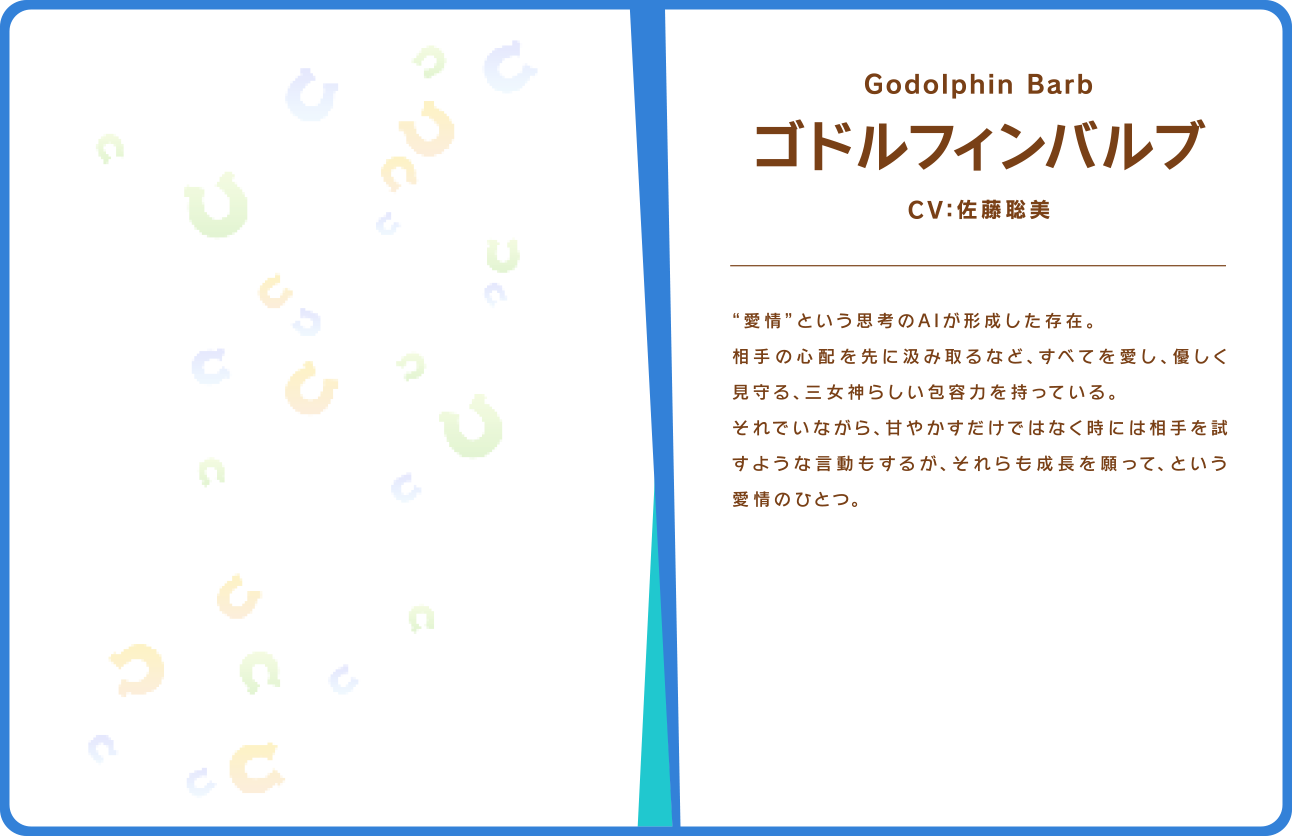 Godolphin Barb
ゴドルフィンバルブ
CV:佐藤聡美
“愛情”という思考のAIが形成した存在。
相手の心配を先に汲み取るなど、すべてを愛し、優しく
見守る、三女神らしい包容力を持っている。
それでいながら、甘やかすだけではなく時には相手を試
すような言動もするが、それらも成長を願って、という
愛情のひとつ。